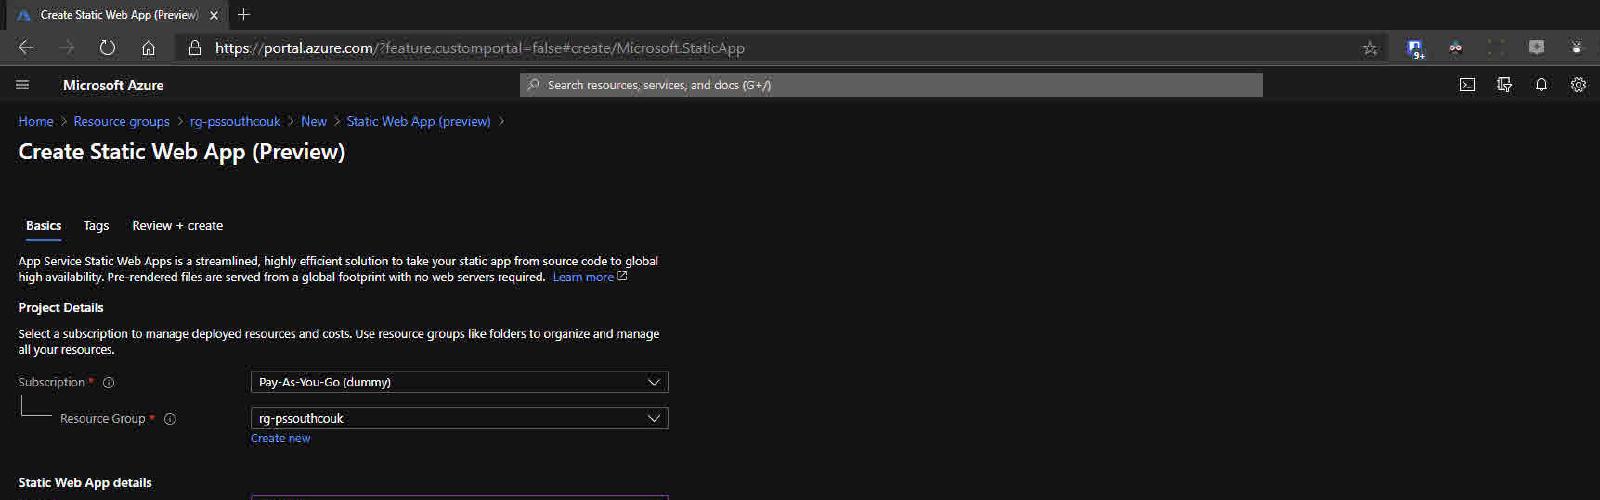 Create Static Web App (Preview)
https://portal.azure.com/?feature.customportal=false#create/Microsoft.StaticApp
9+
Microsoft Azure
Search resources, services, and docs (G+/)
Home > Resource groups > rg-pssouthcouk > New > Static Web App (preview) >
Create Static Web App (Preview)
Basics Tags Review + create
App Service Static Web Apps is a streamlined, highly efficient solution to take your static app from source code to global
high availability. Pre-rendered files are served from a global footprint with no web servers required. Learn more
Project Details
Select a subscription to manage deployed resources and costs. Use resource groups like folders to organize and manage
all your resources.
Subscription * Pay-As-You-Go (dummy)
Resource Group * rg-pssouthcouk
Create new
Static Web App details